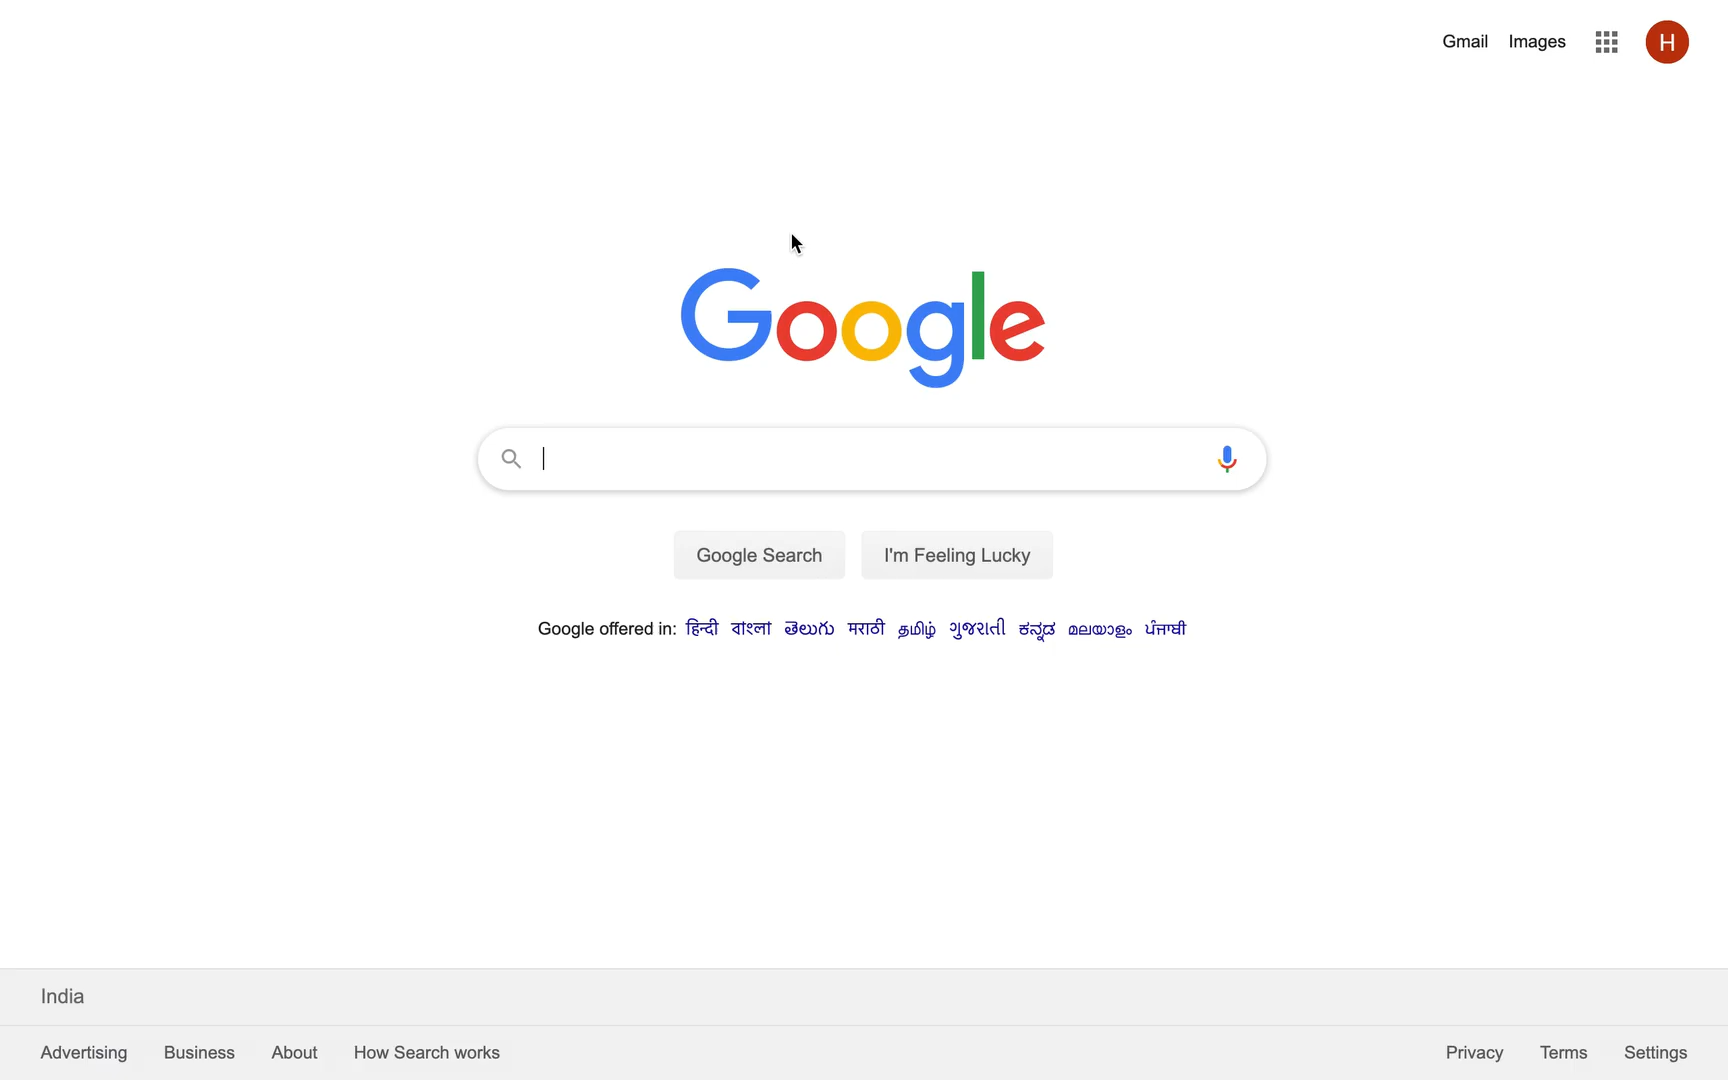 Gmail Images H
Google
Google Search I'm Feeling Lucky
Google offered in: हिन्दी বাংলা తెలుగు मराठी தமிழ் ગુજરાતી ಕನ್ನಡ മലയാളം ਪੰਜਾਬੀ
India
Advertising Business About How Search works Privacy Terms Settings